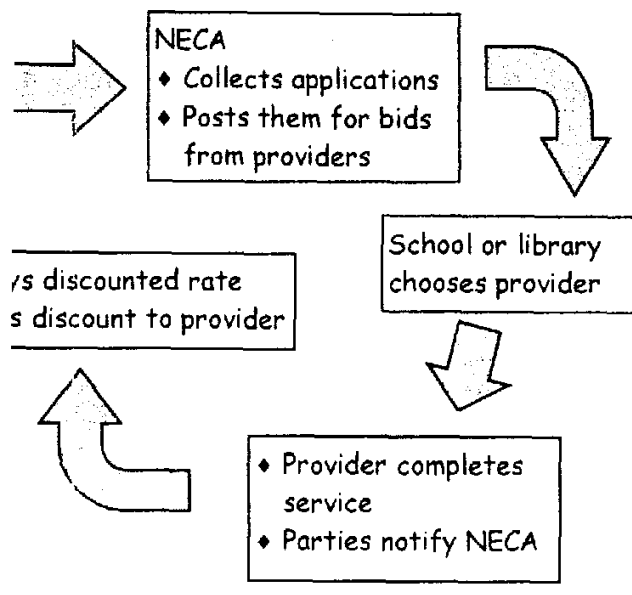 NECA
♦ Collects applications
♦ Posts them for bids
from providers
School or library
chooses provider
♦ Provider completes
service
♦ Parties notify NECA
discounted rate
discount to provider